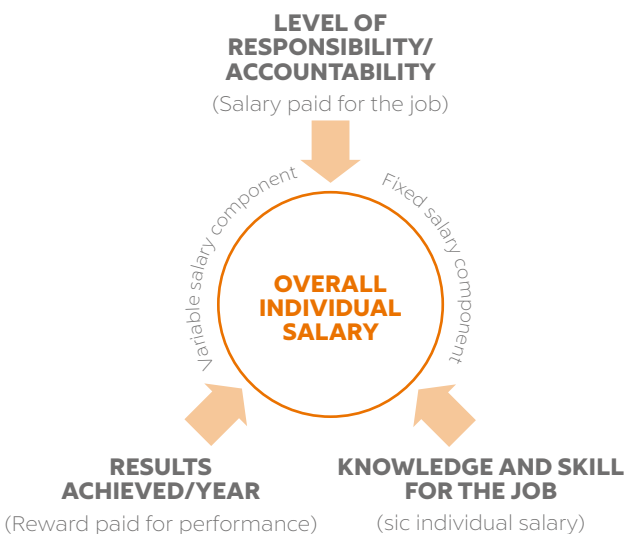 LEVEL OF
RESPONSIBILITY/
ACCOUNTABILITY
(Salary paid for the job)
Variable salary component
Fixed salary component
OVERALL
INDIVIDUAL
SALARY
RESULTS
ACHIEVED/YEAR
(Reward paid for performance)
KNOWLEDGE AND SKILL
FOR THE JOB
(sic individual salary)